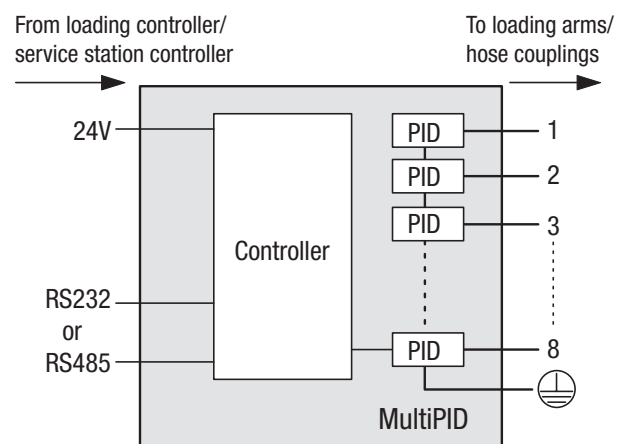 From loading controller/
service station controller
To loading arms/
hose couplings
24V
PID
1
PID
2
PID
3
Controller
RS232
or
RS485
PID
8
MultiPID